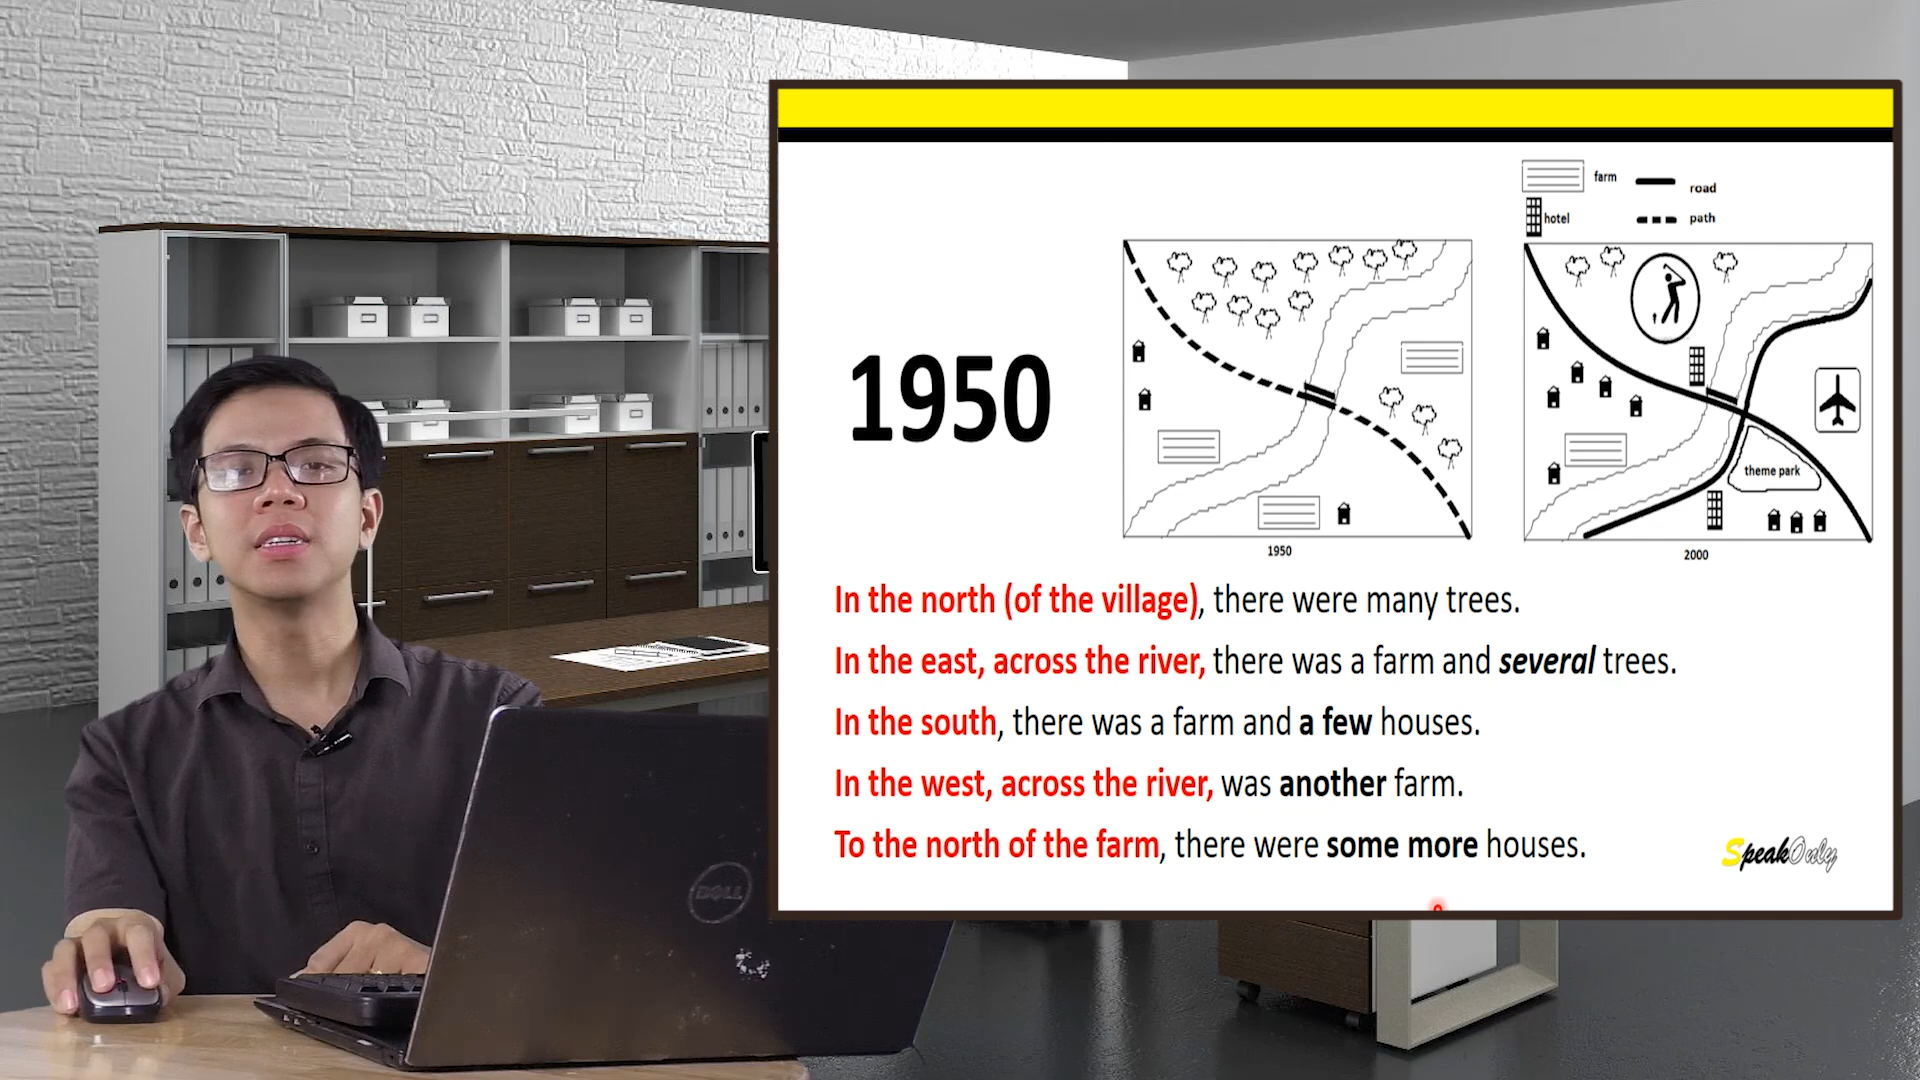 farm
road
hotel
path
1950
theme park
1950
2000
In the north (of the village), there were many trees.
In the east, across the river, there was a farm and several trees.
In the south, there was a farm and a few houses.
In the west, across the river, was another farm.
To the north of the farm, there were some more houses.
SpeakOnly
DELL